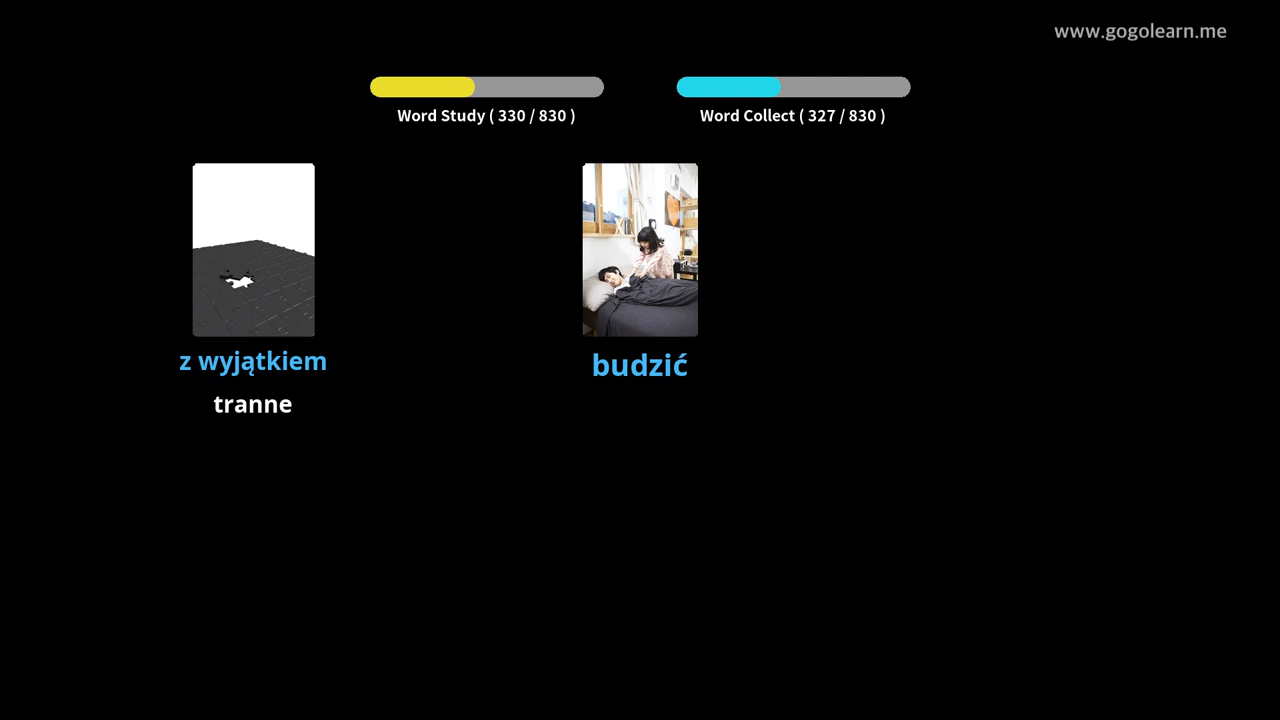 www.gogolearn.me
Word Study ( 330 / 830 )
Word Collect ( 327 / 830 )
z wyjątkiem
tranne
budzić